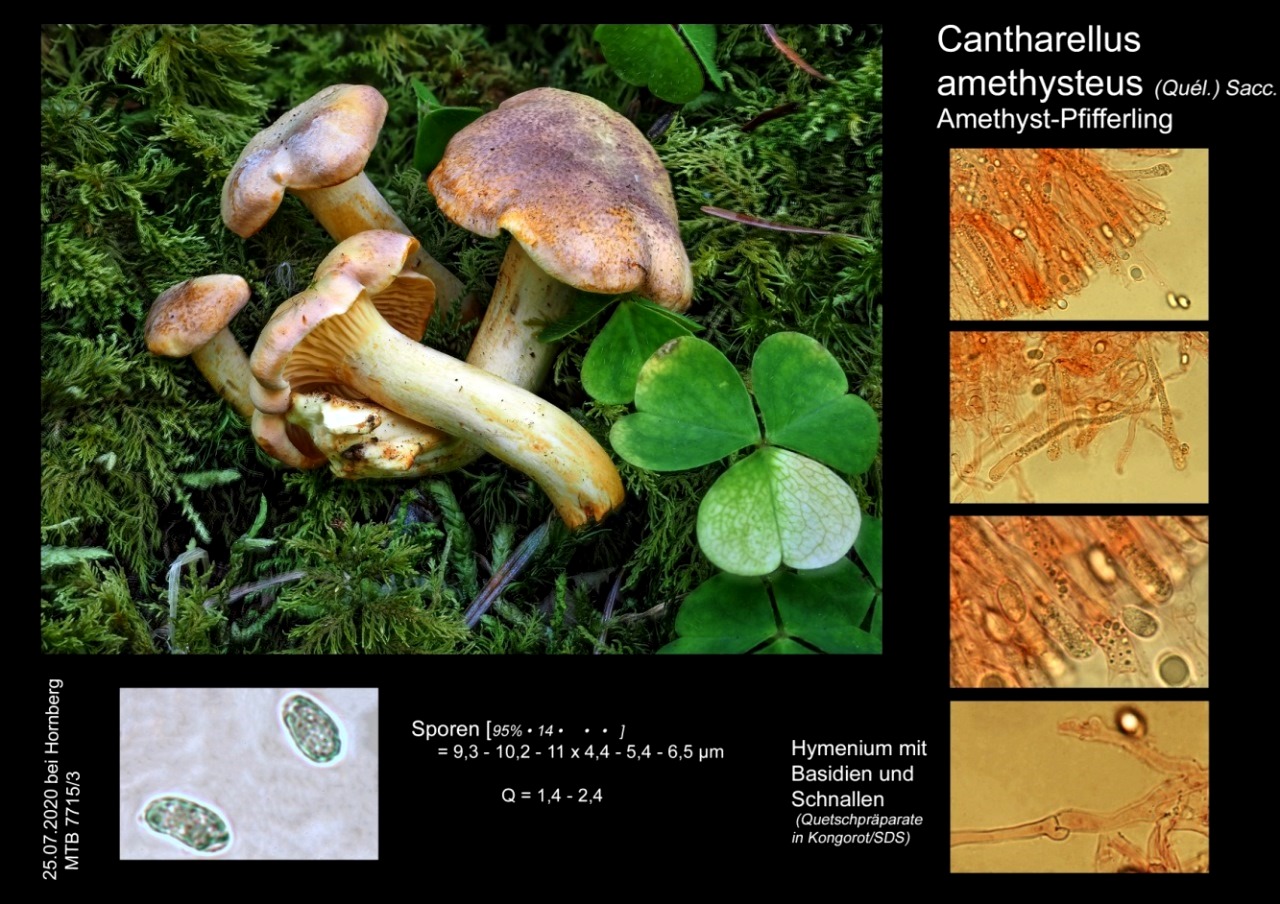 Cantharellus
amethysteus (Quél.) Sacc.
Amethyst-Pfifferling
25.07.2020 bei Hornberg
MTB 7715/3
Sporen [95% • 14 • • • ]
= 9,3 - 10,2 - 11 x 4,4 - 5,4 - 6,5 µm
Q = 1,4 - 2,4
Hymenium mit
Basidien und
Schnallen
(Quetschpräparate
in Kongorot/SDS)